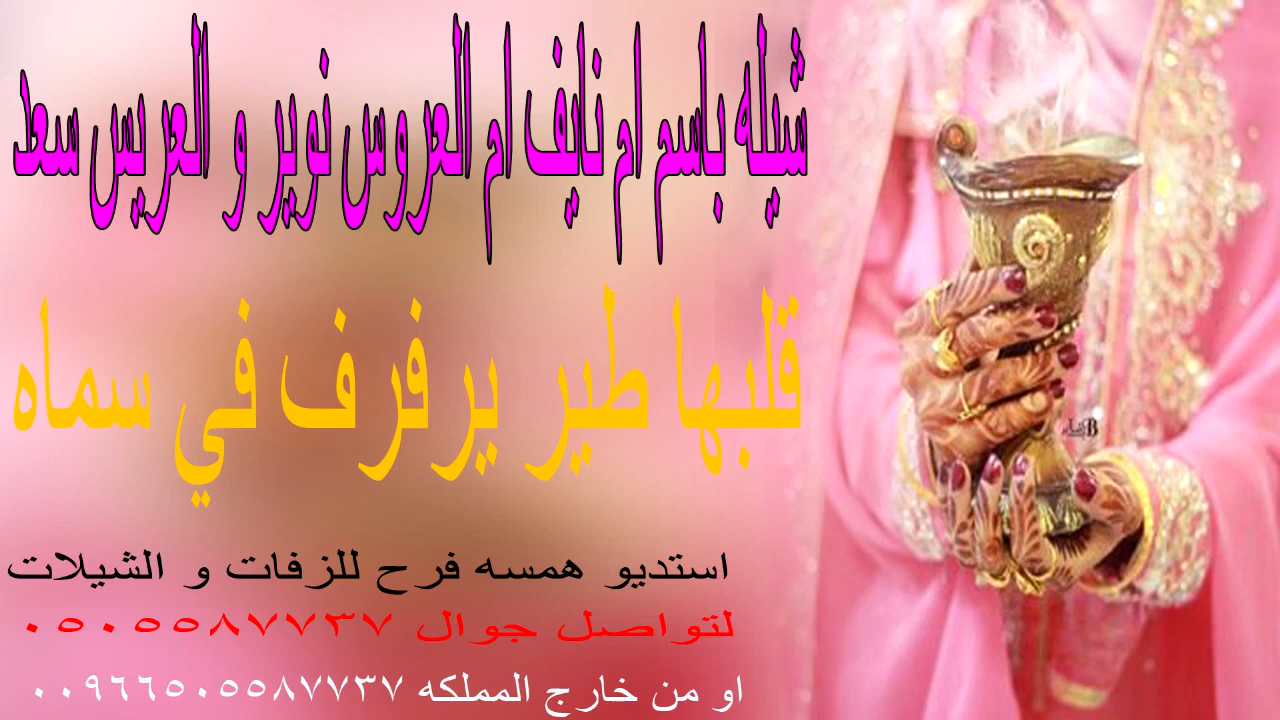 شيله باسم ام نايف ام العروس نوير و العريس سعد
قلبها طير يرفرف في سماه
استديو همسه فرح للزفات و الشيلات
لتواصل جوال ٠٥٠٥٥٨٧٧٣٧
او من خارج المملكه ٠٠٩٦٦٥٠٥٥٨٧٧٣٧